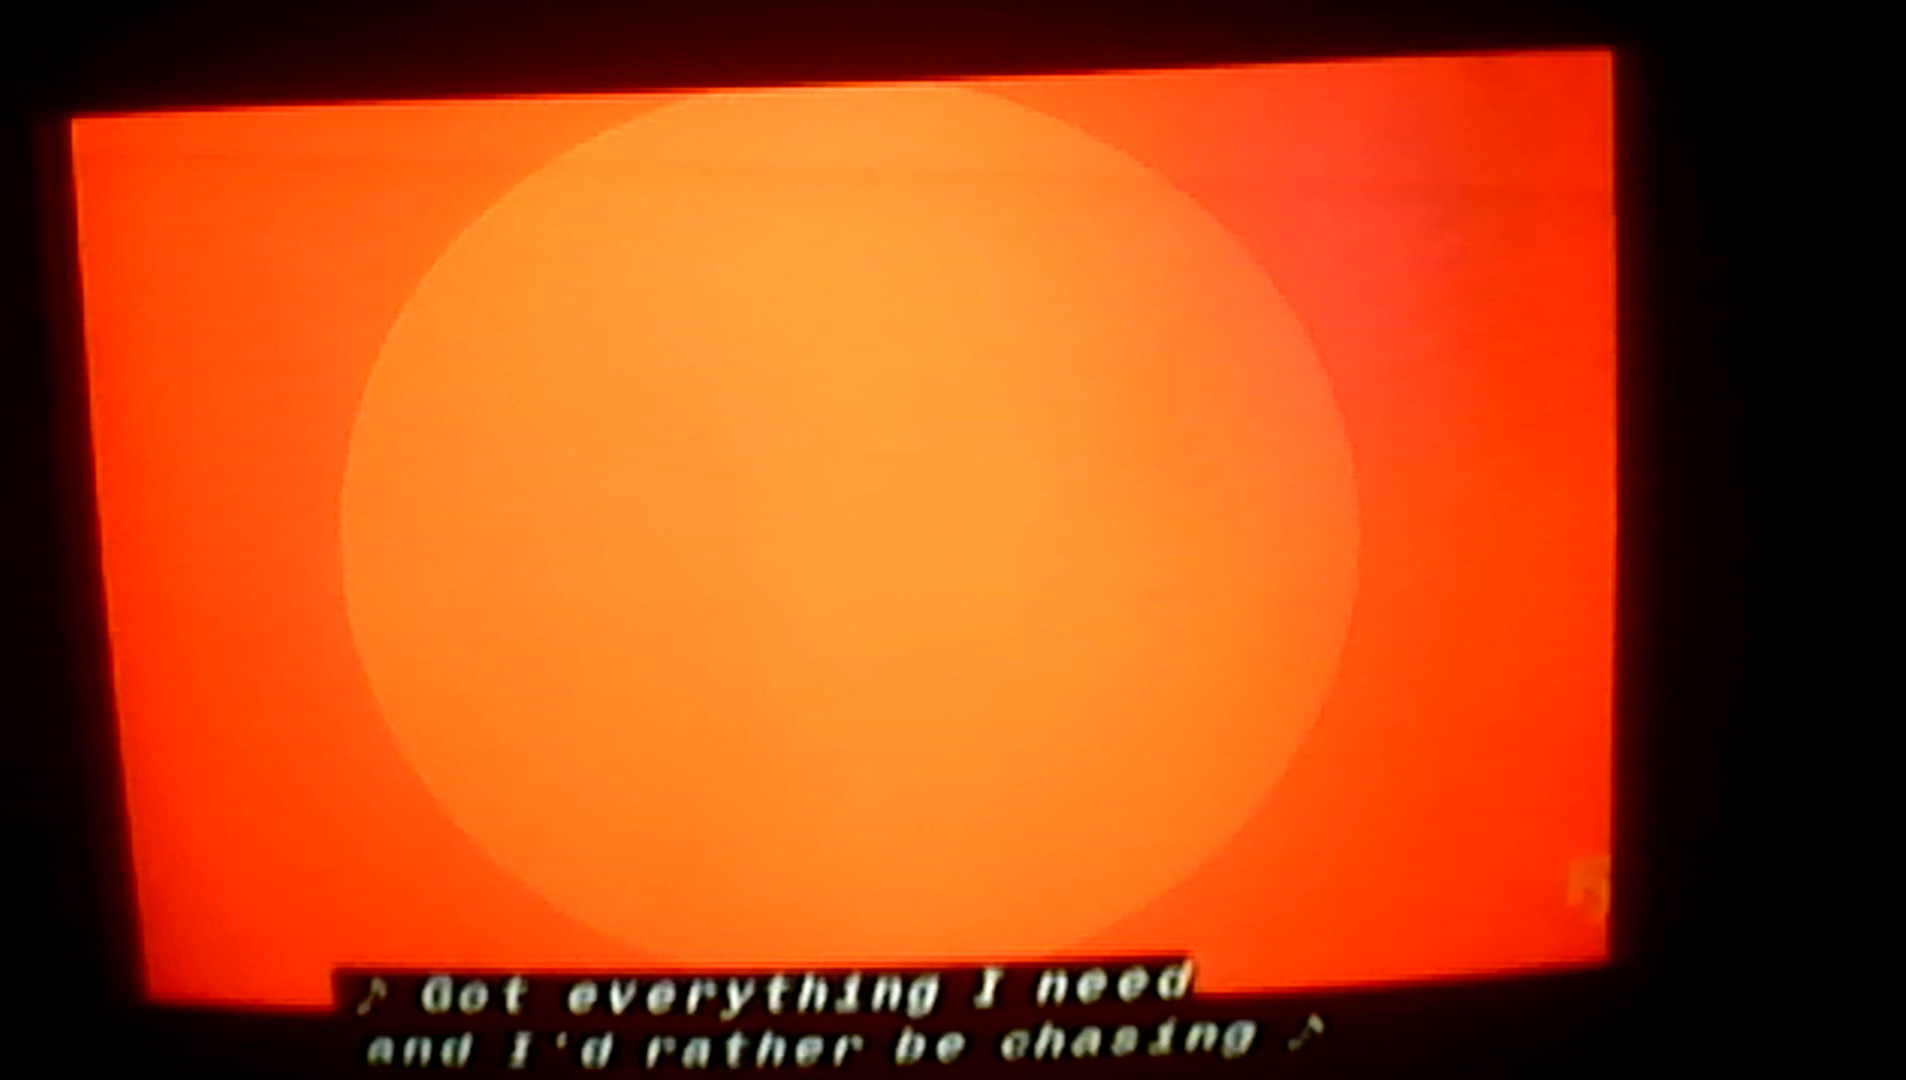 ♪ Got everything I need
and I'd rather be chasing ♪